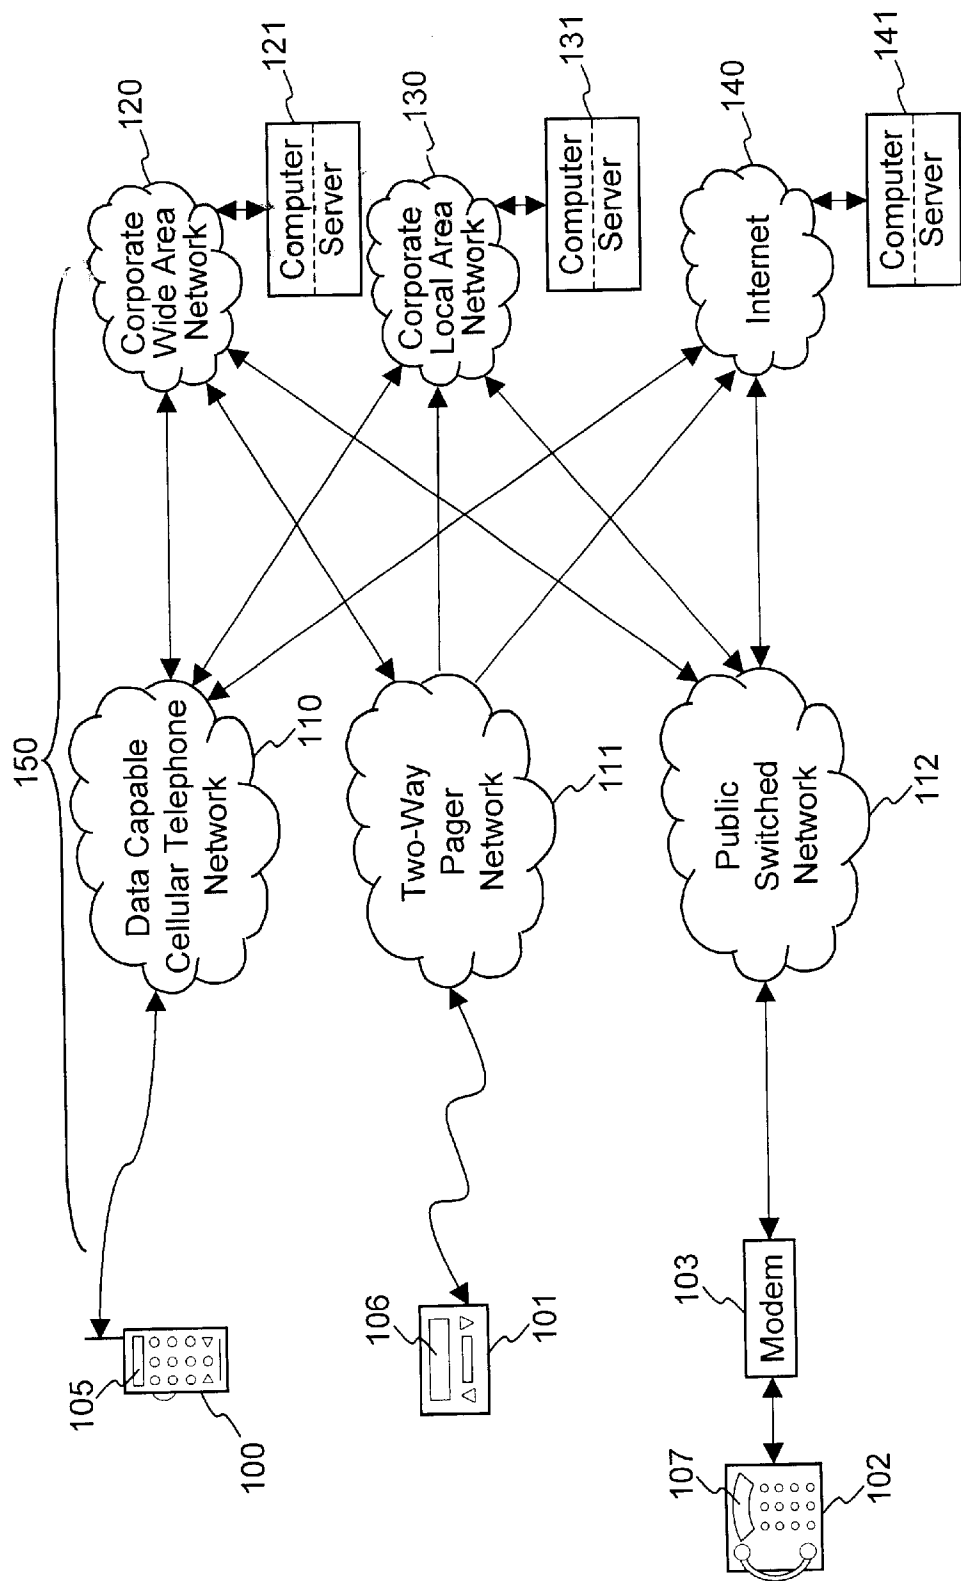 150
120
Corporate
Wide Area
Network
121
Computer
Server
130
Corporate
Local Area
Network
131
Computer
Server
140
Internet
141
Computer
Server
Data Capable
Cellular Telephone
Network
110
Two-Way
Pager
Network
111
Public
Switched
Network
112
105
100
106
101
103
Modem
107
102